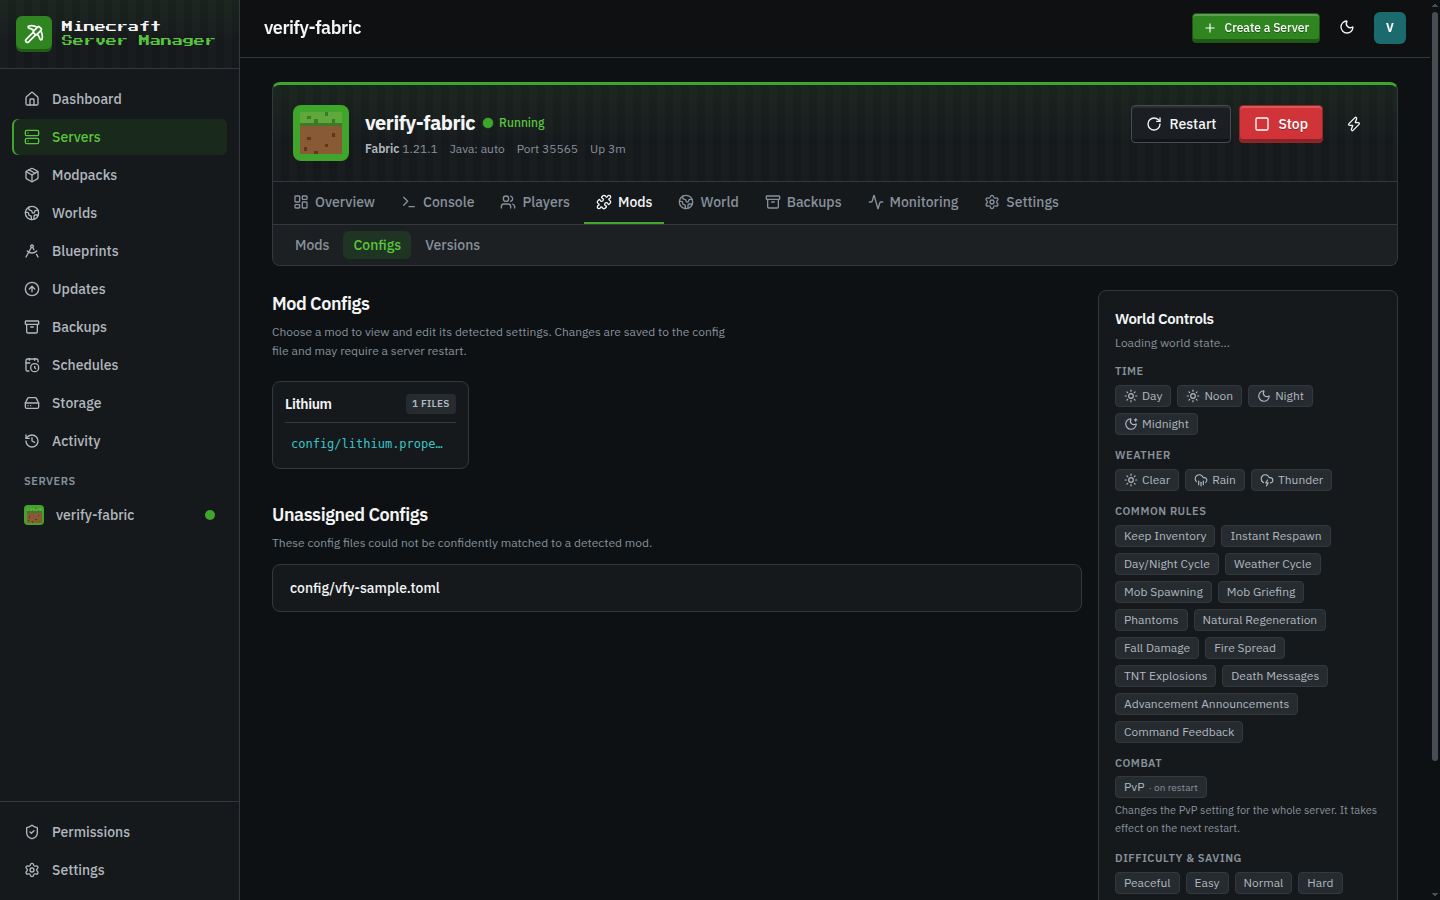 Minecraft
Server Manager
verify-fabric
Create a Server
V
Dashboard
Servers
Modpacks
Worlds
Blueprints
Updates
Backups
Schedules
Storage
Activity
SERVERS
verify-fabric
Permissions
Settings
verify-fabric Running
Fabric 1.21.1 Java: auto Port 35565 Up 3m
Restart Stop
Overview Console Players Mods World Backups Monitoring Settings
Mods Configs Versions
Mod Configs
Choose a mod to view and edit its detected settings. Changes are saved to the config
file and may require a server restart.
Lithium 1 FILES
config/lithium.prope…
Unassigned Configs
These config files could not be confidently matched to a detected mod.
config/vfy-sample.toml
World Controls
Loading world state...
TIME
Day Noon Night
Midnight
WEATHER
Clear Rain Thunder
COMMON RULES
Keep Inventory Instant Respawn
Day/Night Cycle Weather Cycle
Mob Spawning Mob Griefing
Phantoms Natural Regeneration
Fall Damage Fire Spread
TNT Explosions Death Messages
Advancement Announcements
Command Feedback
COMBAT
PvP · on restart
Changes the PvP setting for the whole server. It takes
effect on the next restart.
DIFFICULTY & SAVING
Peaceful Easy Normal Hard